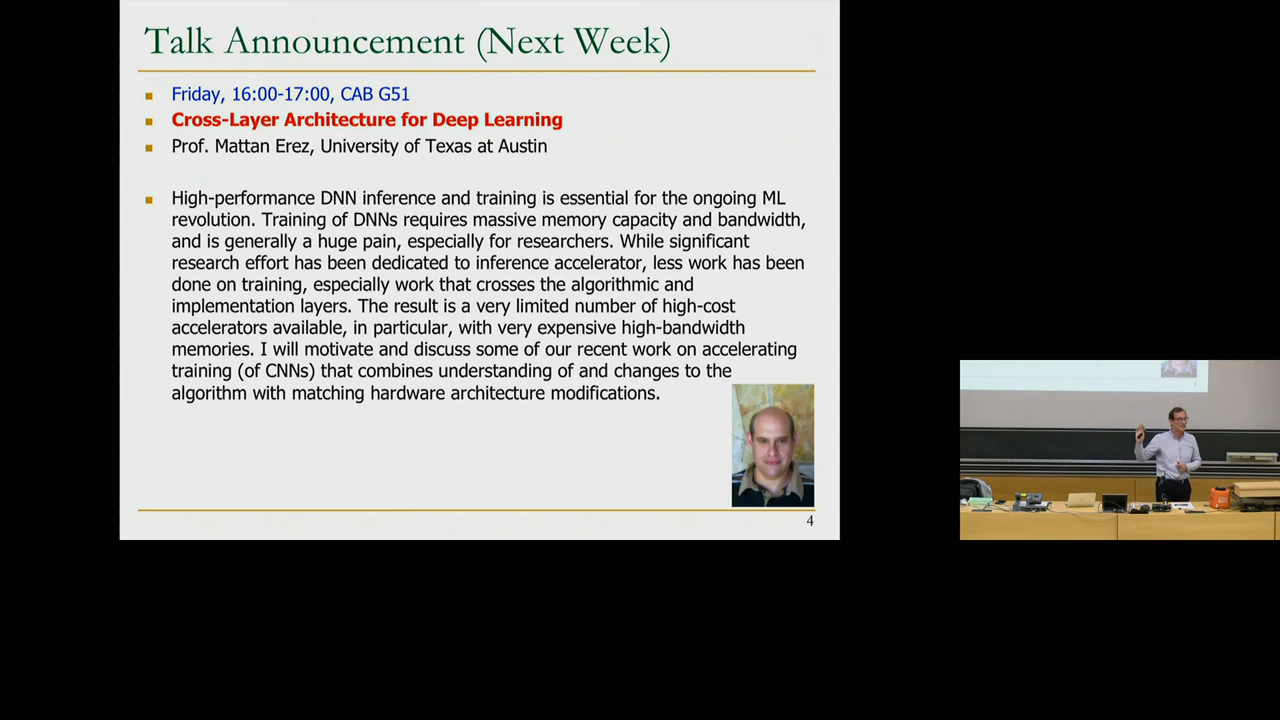 Talk Announcement (Next Week)
Friday, 16:00-17:00, CAB G51
Cross-Layer Architecture for Deep Learning
Prof. Mattan Erez, University of Texas at Austin
High-performance DNN inference and training is essential for the ongoing ML
revolution. Training of DNNs requires massive memory capacity and bandwidth,
and is generally a huge pain, especially for researchers. While significant
research effort has been dedicated to inference accelerator, less work has been
done on training, especially work that crosses the algorithmic and
implementation layers. The result is a very limited number of high-cost
accelerators available, in particular, with very expensive high-bandwidth
memories. I will motivate and discuss some of our recent work on accelerating
training (of CNNs) that combines understanding of and changes to the
algorithm with matching hardware architecture modifications.
4